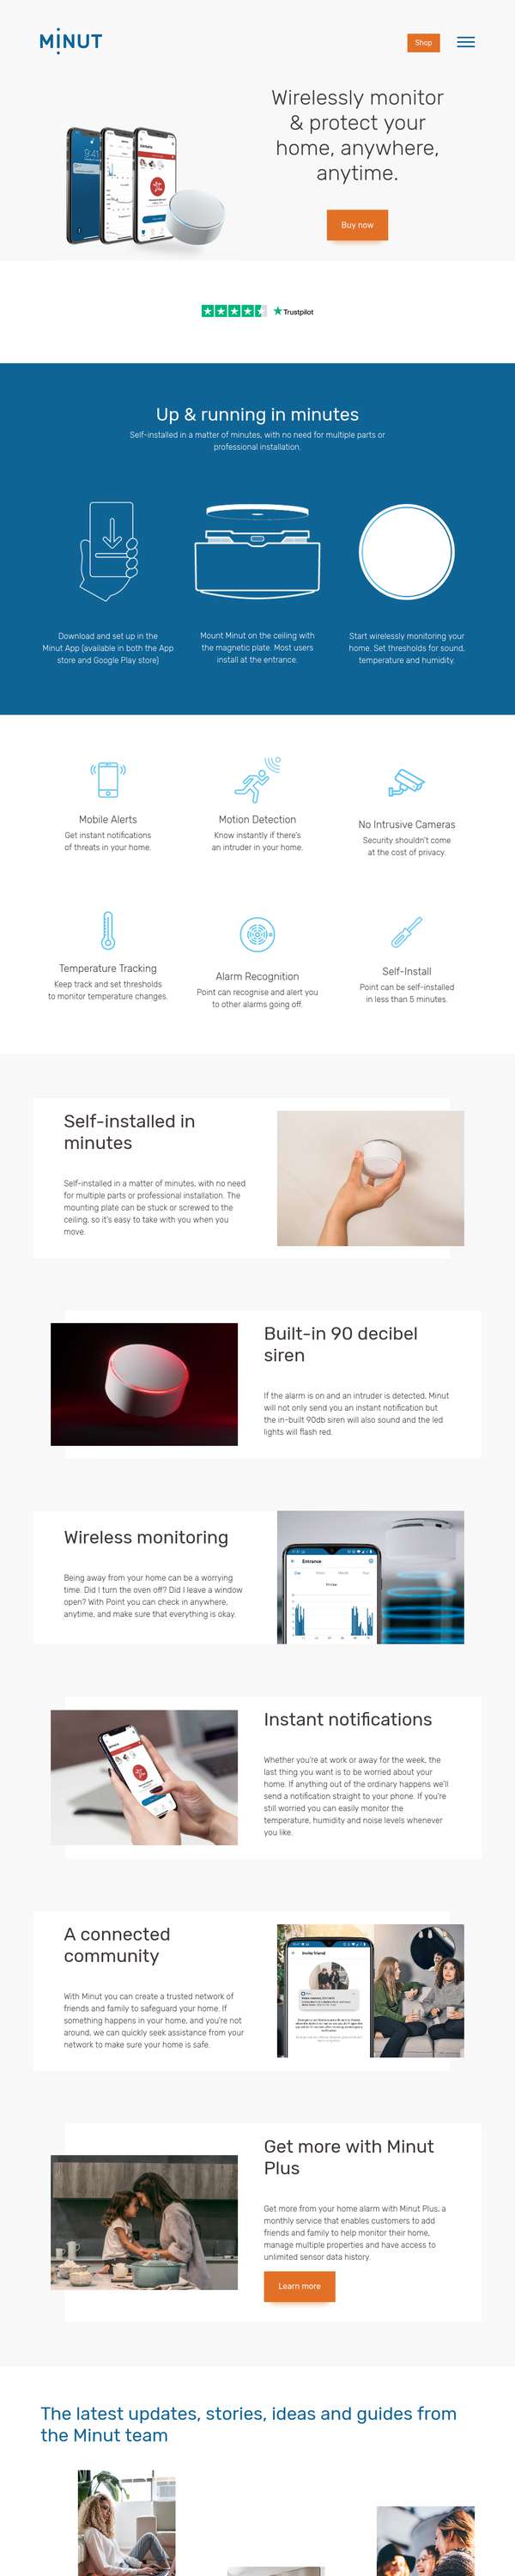 MINUT
Shop
Wirelessly monitor
& protect your
home, anywhere,
anytime.
9:41
Buy now
Trustpilot
Up & running in minutes
Self-installed in a matter of minutes, with no need for multiple parts or
professional installation.
Download and set up in the
Minut App (available in both the App
store and Google Play store)
Mount Minut on the ceiling with
the magnetic plate. Most users
install at the entrance.
Start wirelessly monitoring your
home. Set thresholds for sound,
temperature and humidity.
Mobile Alerts
Get instant notifications
of threats in your home.
Motion Detection
Know instantly if there's
an intruder in your home.
No Intrusive Cameras
Security shouldn't come
at the cost of privacy.
Temperature Tracking
Keep track and set thresholds
to monitor temperature changes.
Alarm Recognition
Point can recognise and alert you
to other alarms going off.
Self-Install
Point can be self-installed
in less than 5 minutes.
Self-installed in
minutes
Self-installed in a matter of minutes, with no need
for multiple parts or professional installation. The
mounting plate can be stuck or screwed to the
ceiling, so it's easy to take with you when you
move.
Built-in 90 decibel
siren
If the alarm is on and an intruder is detected, Minut
will not only send you an instant notification but
the in-built 90db siren will also sound and the led
lights will flash red.
Wireless monitoring
Being away from your home can be a worrying
time. Did I turn the oven off? Did I leave a window
open? With Point you can check in anywhere,
anytime, and make sure that everything is okay.
Entrance
Instant notifications
Whether you're at work or away for the week, the
last thing you want is to be worried about your
home. If anything out of the ordinary happens we'll
send a notification straight to your phone. If you're
still worried you can easily monitor the
temperature, humidity and noise levels whenever
you like.
A connected
community
With Minut you can create a trusted network of
friends and family to safeguard your home. If
something happens in your home, and you're not
around, we can quickly seek assistance from your
network to make sure your home is safe.
Invite friend
Get more with Minut
Plus
Get more from your home alarm with Minut Plus, a
monthly service that enables customers to add
friends and family to help monitor their home,
manage multiple properties and have access to
unlimited sensor data history.
Learn more
The latest updates, stories, ideas and guides from
the Minut team